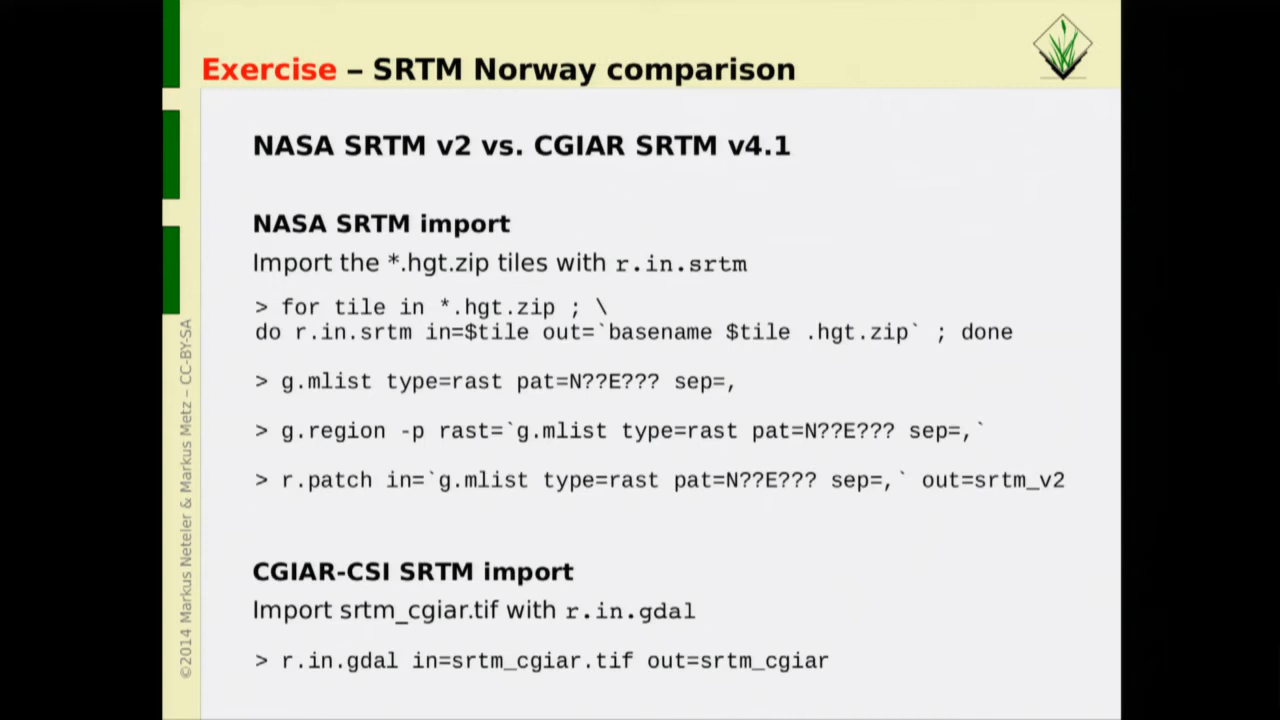 Exercise – SRTM Norway comparison
NASA SRTM v2 vs. CGIAR SRTM v4.1
NASA SRTM import
Import the *.hgt.zip tiles with r.in.srtm
> for tile in *.hgt.zip ; \
do r.in.srtm in=$tile out=`basename $tile .hgt.zip` ; done
> g.mlist type=rast pat=N??E??? sep=,
> g.region -p rast=`g.mlist type=rast pat=N??E??? sep=,`
> r.patch in=`g.mlist type=rast pat=N??E??? sep=,` out=srtm_v2
CGIAR-CSI SRTM import
Import srtm_cgiar.tif with r.in.gdal
> r.in.gdal in=srtm_cgiar.tif out=srtm_cgiar
©2014 Markus Neteler & Markus Metz – CC-BY-SA